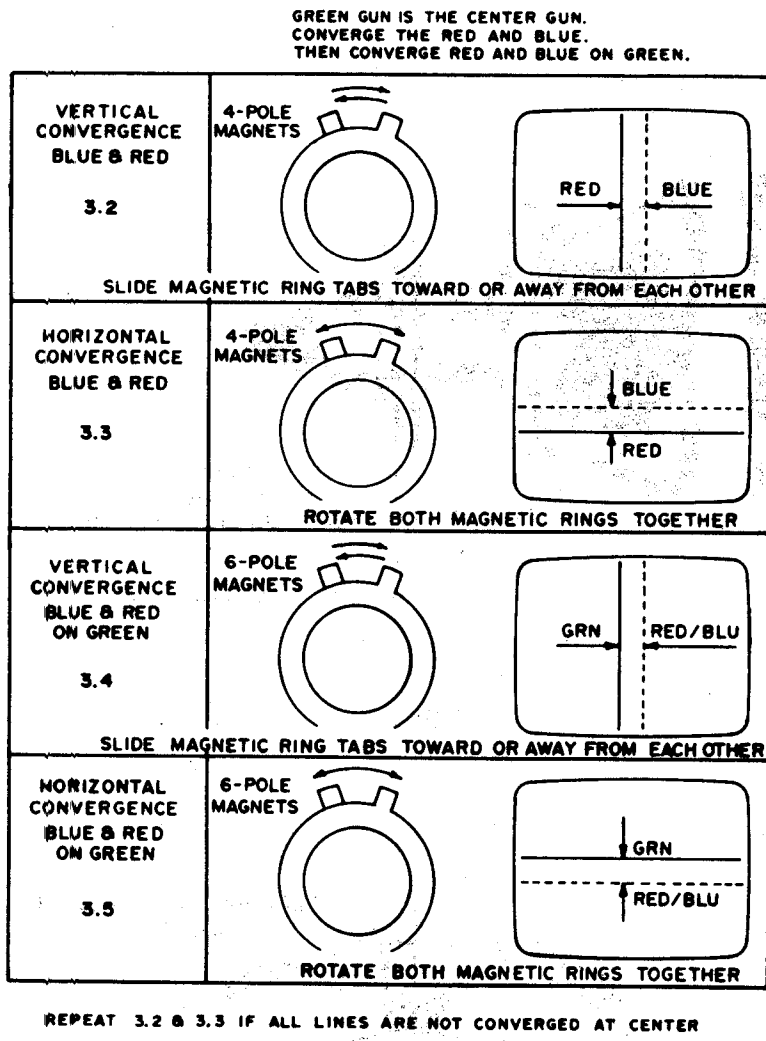 GREEN GUN IS THE CENTER GUN.
CONVERGE THE RED AND BLUE.
THEN CONVERGE RED AND BLUE ON GREEN.
VERTICAL
CONVERGENCE
BLUE & RED
3.2
4-POLE
MAGNETS
RED
BLUE
SLIDE MAGNETIC RING TABS TOWARD OR AWAY FROM EACH OTHER
HORIZONTAL
CONVERGENCE
BLUE & RED
3.3
4-POLE
MAGNETS
BLUE
RED
ROTATE BOTH MAGNETIC RINGS TOGETHER
VERTICAL
CONVERGENCE
BLUE & RED
ON GREEN
3.4
6-POLE
MAGNETS
GRN
RED/BLU
SLIDE MAGNETIC RING TABS TOWARD OR AWAY FROM EACH OTHER
HORIZONTAL
CONVERGENCE
BLUE & RED
ON GREEN
3.5
6-POLE
MAGNETS
GRN
RED/BLU
ROTATE BOTH MAGNETIC RINGS TOGETHER
REPEAT 3.2 & 3.3 IF ALL LINES ARE NOT CONVERGED AT CENTER